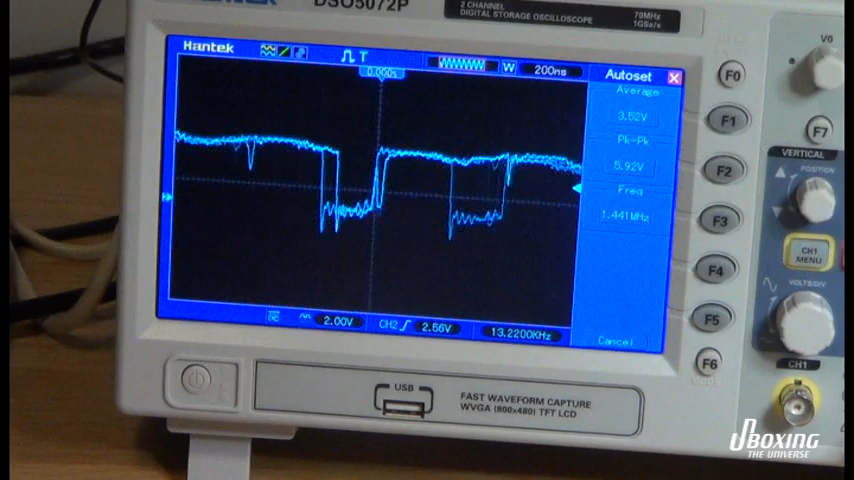 DSO5072P
2 CHANNEL
DIGITAL STORAGE OSCILLOSCOPE
70MHz
1GSa/s
Hantek
T
W
200ns
Autoset
0.000s
Average
3.52V
Pk-Pk
5.92V
Freq
1.441MHz
DC
2.00V
CH2
2.56V
13.2200KHz
Cancel
F0
F1
F2
F3
F4
F5
F6
F7
V0
VERTICAL
POSITION
CH1
MENU
VOLTS/DIV
CH1
USB
FAST WAVEFORM CAPTURE
WVGA (800x480) TFT LCD
UNBOXING
THE UNIVERSE